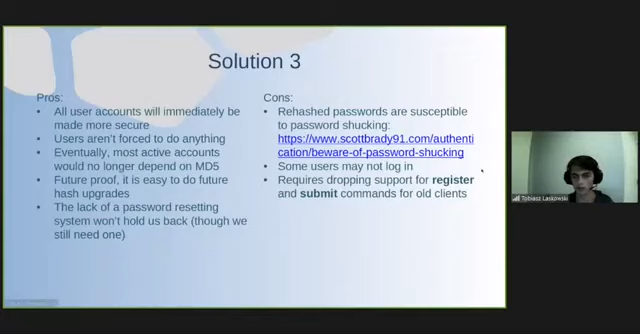 Solution 3
Pros:
• All user accounts will immediately be
made more secure
• Users aren't forced to do anything
• Eventually, most active accounts
would no longer depend on MD5
• Future proof, it is easy to do future
hash upgrades
• The lack of a password resetting
system won't hold us back (though we
still need one)
Cons:
• Rehashed passwords are susceptible
to password shucking:
https://www.scottbrady91.com/authenti
cation/beware-of-password-shucking
• Some users may not log in
• Requires dropping support for register
and submit commands for old clients
Tobiasz Laskowski